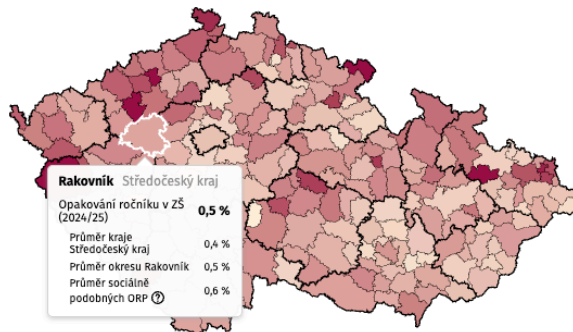 Rakovník Středočeský kraj
Opakování ročníku v ZŠ 0,5 %
(2024/25)
Průměr kraje
Středočeský kraj 0,4 %
Průměr okresu Rakovník 0,5 %
Průměr sociálně
podobných ORP ? 0,6 %